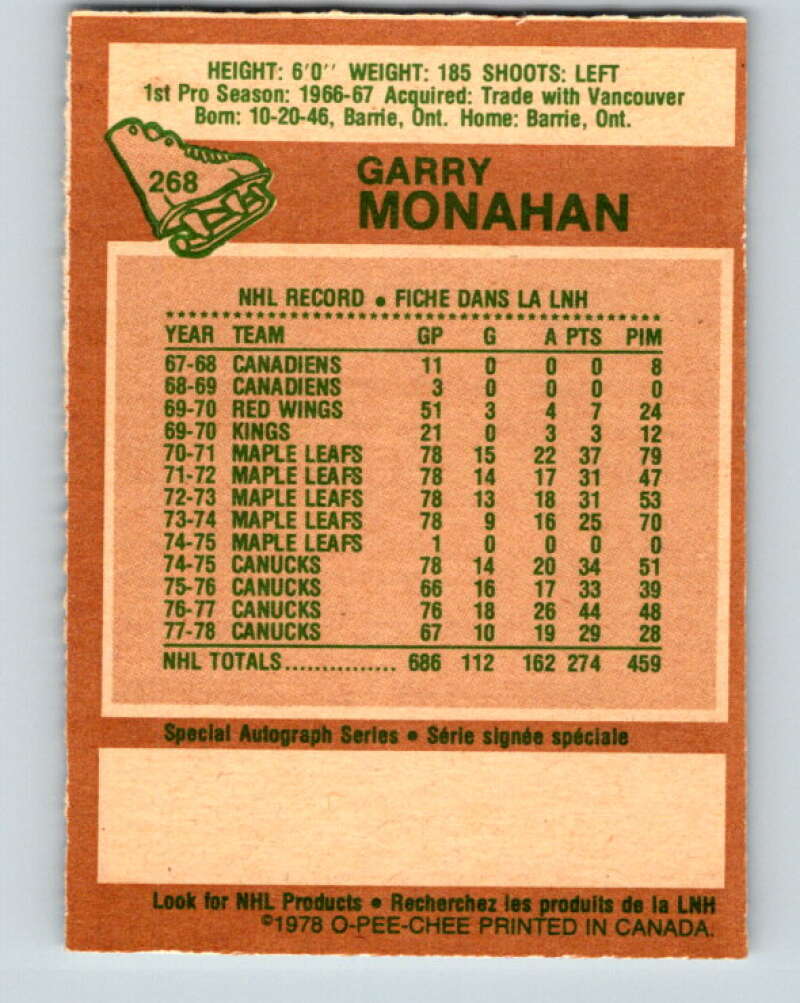 HEIGHT: 6'0'' WEIGHT: 185 SHOOTS: LEFT
1st Pro Season: 1966-67 Acquired: Trade with Vancouver
Born: 10-20-46, Barrie, Ont. Home: Barrie, Ont.
268
GARRY
MONAHAN
NHL RECORD • FICHE DANS LA LNH
YEAR TEAM GP G A PTS PIM
67-68 CANADIENS 11 0 0 0 8
68-69 CANADIENS 3 0 0 0 0
69-70 RED WINGS 51 3 4 7 24
69-70 KINGS 21 0 3 3 12
70-71 MAPLE LEAFS 78 15 22 37 79
71-72 MAPLE LEAFS 78 14 17 31 47
72-73 MAPLE LEAFS 78 13 18 31 53
73-74 MAPLE LEAFS 78 9 16 25 70
74-75 MAPLE LEAFS 1 0 0 0 0
74-75 CANUCKS 78 14 20 34 51
75-76 CANUCKS 66 16 17 33 39
76-77 CANUCKS 76 18 26 44 48
77-78 CANUCKS 67 10 19 29 28
NHL TOTALS............... 686 112 162 274 459
Special Autograph Series • Série signée spéciale
Look for NHL Products • Recherchez les produits de la LNH
©1978 O-PEE-CHEE PRINTED IN CANADA.